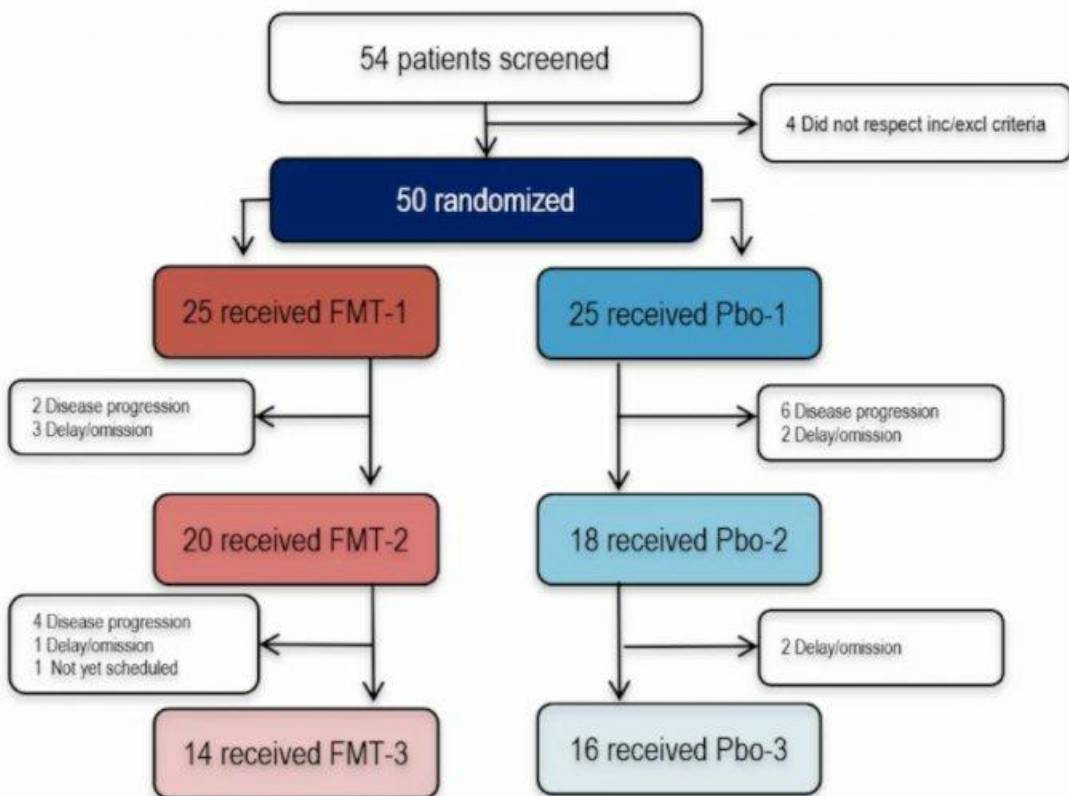 54 patients screened
4 Did not respect inc/excl criteria
50 randomized
25 received FMT-1
25 received Pbo-1
2 Disease progression
3 Delay/omission
6 Disease progression
2 Delay/omission
20 received FMT-2
18 received Pbo-2
4 Disease progression
1 Delay/omission
1 Not yet scheduled
2 Delay/omission
14 received FMT-3
16 received Pbo-3